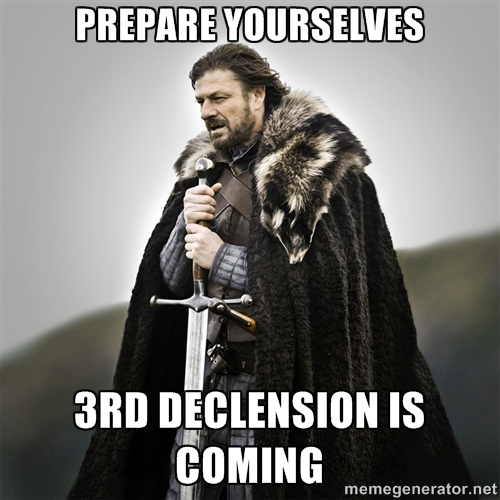 PREPARE YOURSELVES
3RD DECLENSION IS
COMING
memegenerator.net